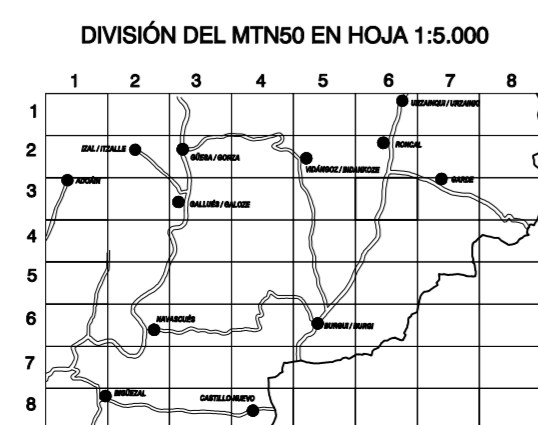 DIVISIÓN DEL MTN50 EN HOJA 1:5.000
1 2 3 4 5 6 7 8
1
URZAINQUI / URZAINKI
2
IZAL / ITZALLE
GÜESA / GORZA
RONCAL
VIDÁNGOZ / BIDANKOZE
3
ADOÁIN
GARDE
GALLUÉS / GALOZE
4
5
6
NAVASCUÉS
BURGUI / BURGI
7
8
BIGÜEZAL
CASTILLO-NUEVO